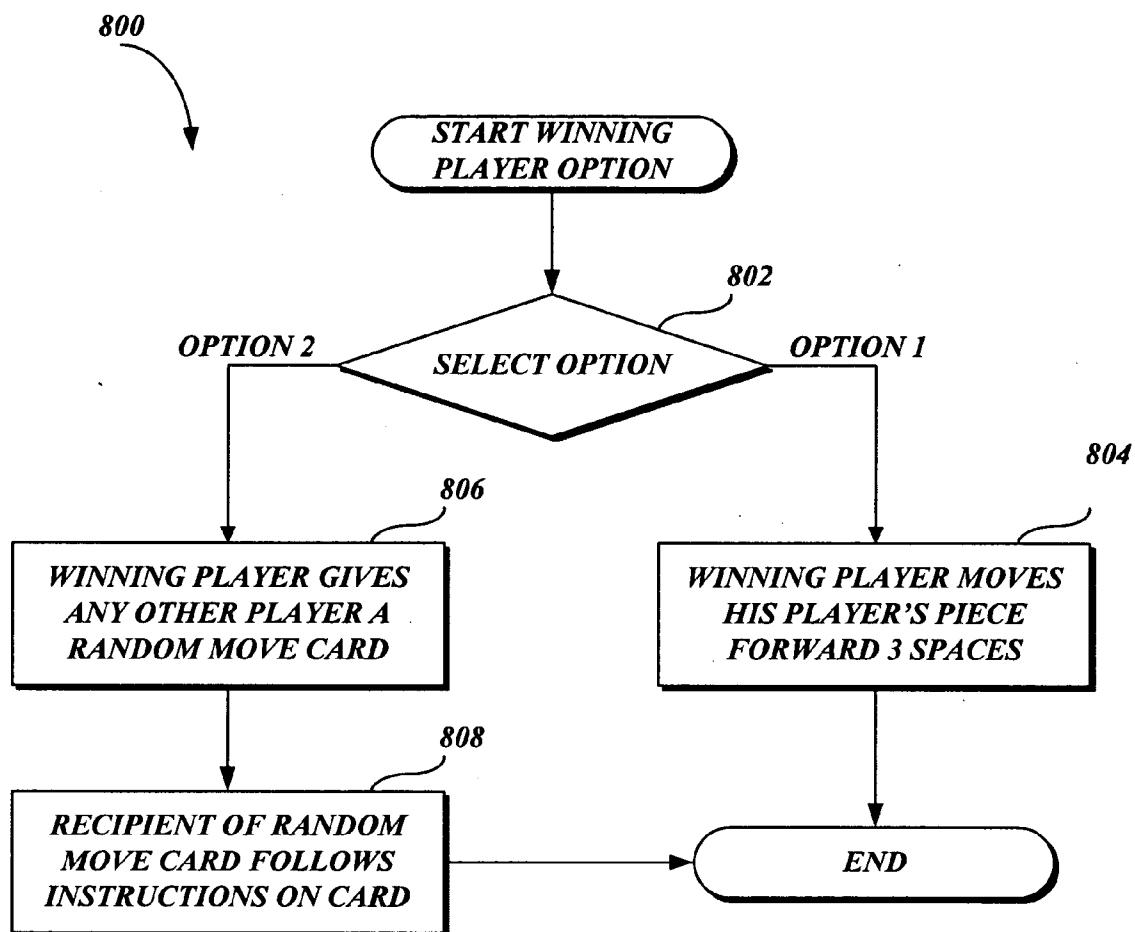 800
START WINNING
PLAYER OPTION
802
OPTION 2
SELECT OPTION
OPTION 1
804
806
WINNING PLAYER GIVES
ANY OTHER PLAYER A
RANDOM MOVE CARD
WINNING PLAYER MOVES
HIS PLAYER'S PIECE
FORWARD 3 SPACES
808
RECIPIENT OF RANDOM
MOVE CARD FOLLOWS
INSTRUCTIONS ON CARD
END